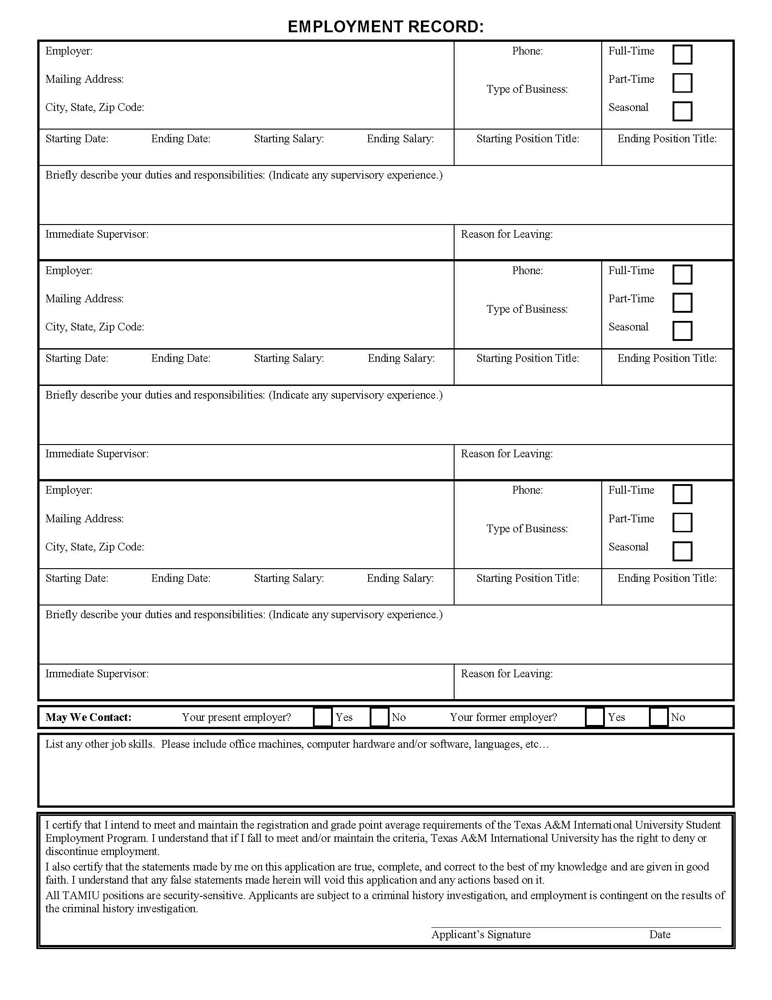 EMPLOYMENT RECORD:
Employer: Phone: Full-Time
Mailing Address: Part-Time
Type of Business:
City, State, Zip Code: Seasonal
Starting Date: Ending Date: Starting Salary: Ending Salary: Starting Position Title: Ending Position Title:
Briefly describe your duties and responsibilities: (Indicate any supervisory experience.)
Immediate Supervisor: Reason for Leaving:
Employer: Phone: Full-Time
Mailing Address: Part-Time
Type of Business:
City, State, Zip Code: Seasonal
Starting Date: Ending Date: Starting Salary: Ending Salary: Starting Position Title: Ending Position Title:
Briefly describe your duties and responsibilities: (Indicate any supervisory experience.)
Immediate Supervisor: Reason for Leaving:
Employer: Phone: Full-Time
Mailing Address: Part-Time
Type of Business:
City, State, Zip Code: Seasonal
Starting Date: Ending Date: Starting Salary: Ending Salary: Starting Position Title: Ending Position Title:
Briefly describe your duties and responsibilities: (Indicate any supervisory experience.)
Immediate Supervisor: Reason for Leaving:
May We Contact: Your present employer? Yes No Your former employer? Yes No
List any other job skills. Please include office machines, computer hardware and/or software, languages, etc…
I certify that I intend to meet and maintain the registration and grade point average requirements of the Texas A&M International University Student
Employment Program. I understand that if I fall to meet and/or maintain the criteria, Texas A&M International University has the right to deny or
discontinue employment.
I also certify that the statements made by me on this application are true, complete, and correct to the best of my knowledge and are given in good
faith. I understand that any false statements made herein will void this application and any actions based on it.
All TAMIU positions are security-sensitive. Applicants are subject to a criminal history investigation, and employment is contingent on the results of
the criminal history investigation.
Applicant’s Signature Date